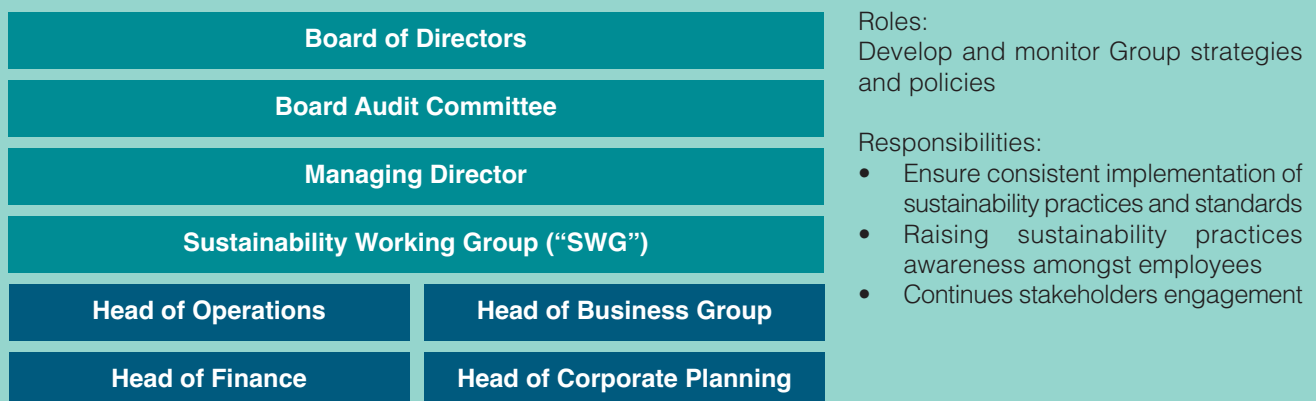 Board of Directors
Board Audit Committee
Managing Director
Sustainability Working Group (“SWG”)
Head of Operations
Head of Business Group
Head of Finance
Head of Corporate Planning
Roles:
Develop and monitor Group strategies
and policies
Responsibilities:
• Ensure consistent implementation of
sustainability practices and standards
• Raising sustainability practices
awareness amongst employees
• Continues stakeholders engagement